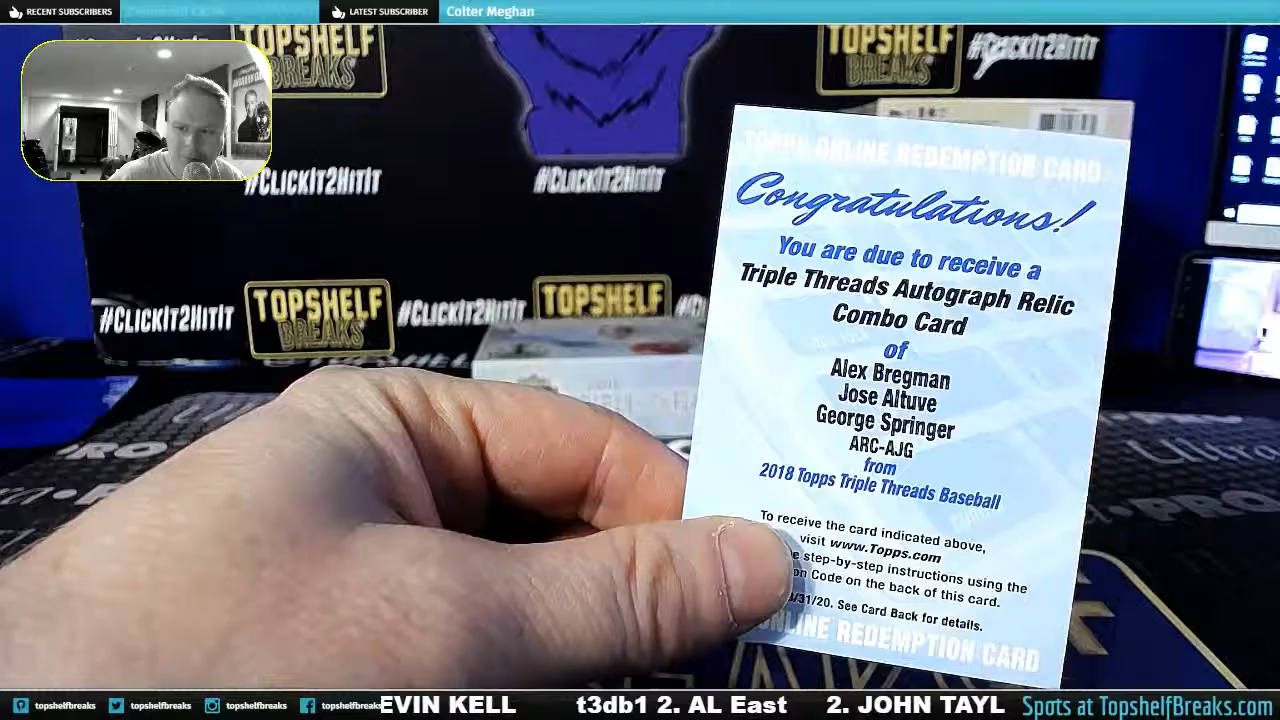 RECENT SUBSCRIBERS
LATEST SUBSCRIBER
Colter Meghan
TOPSHELF
BREAKS
TOPSHELF
BREAKS
#CLICKIT2HITIT
#CLICKIT2HITIT
#CLICKIT2HITIT
#CLICKIT2HITIT
TOPSHELF
BREAKS
#CLICKIT2HITIT
TOPSHELF
TOPPS ONLINE REDEMPTION CARD
Congratulations!
You are due to receive a
Triple Threads Autograph Relic
Combo Card
of
Alex Bregman
Jose Altuve
George Springer
ARC-AJG
from
2018 Topps Triple Threads Baseball
To receive the card indicated above,
visit www.Topps.com
step-by-step instructions using the
Code on the back of this card.
/31/20. See Card Back for details.
ONLINE REDEMPTION CARD
topshelfbreaks
topshelfbreaks
topshelfbreaks
topshelfbreaks
EVIN KELL t3db1 2. AL East 2. JOHN TAYL
Spots at TopshelfBreaks.com